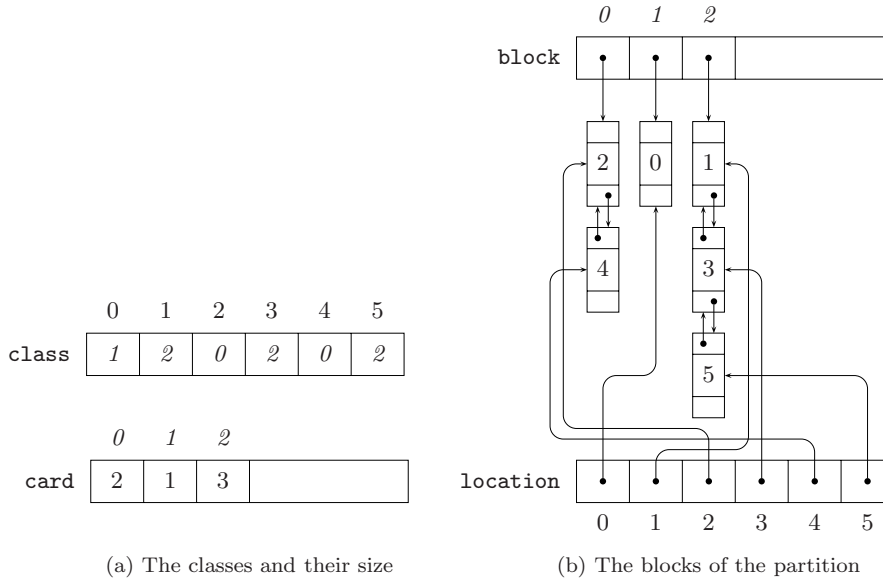 0 1 2
block
2 0 1
4 3
5
0 1 2 3 4 5
class 1 2 0 2 0 2
0 1 2
card 2 1 3
location
0 1 2 3 4 5
(a) The classes and their size
(b) The blocks of the partition